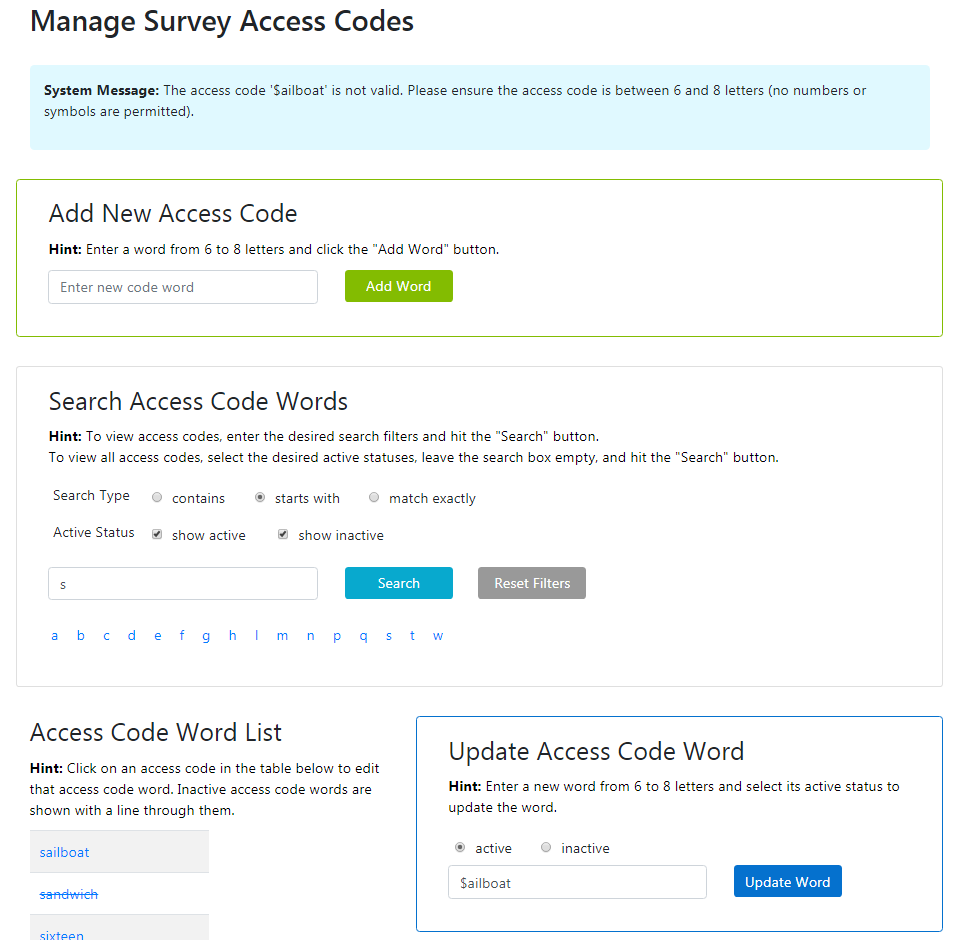 Manage Survey Access Codes
System Message: The access code '$ailboat' is not valid. Please ensure the access code is between 6 and 8 letters (no numbers or
symbols are permitted).
Add New Access Code
Hint: Enter a word from 6 to 8 letters and click the "Add Word" button.
Enter new code word
Add Word
Search Access Code Words
Hint: To view access codes, enter the desired search filters and hit the "Search" button.
To view all access codes, select the desired active statuses, leave the search box empty, and hit the "Search" button.
Search Type contains starts with match exactly
Active Status show active show inactive
s
Search
Reset Filters
a b c d e f g h l m n p q s t w
Access Code Word List
Hint: Click on an access code in the table below to edit
that access code word. Inactive access code words are
shown with a line through them.
sailboat
sandwich
sixteen
Update Access Code Word
Hint: Enter a new word from 6 to 8 letters and select its active status to
update the word.
active inactive
$ailboat
Update Word